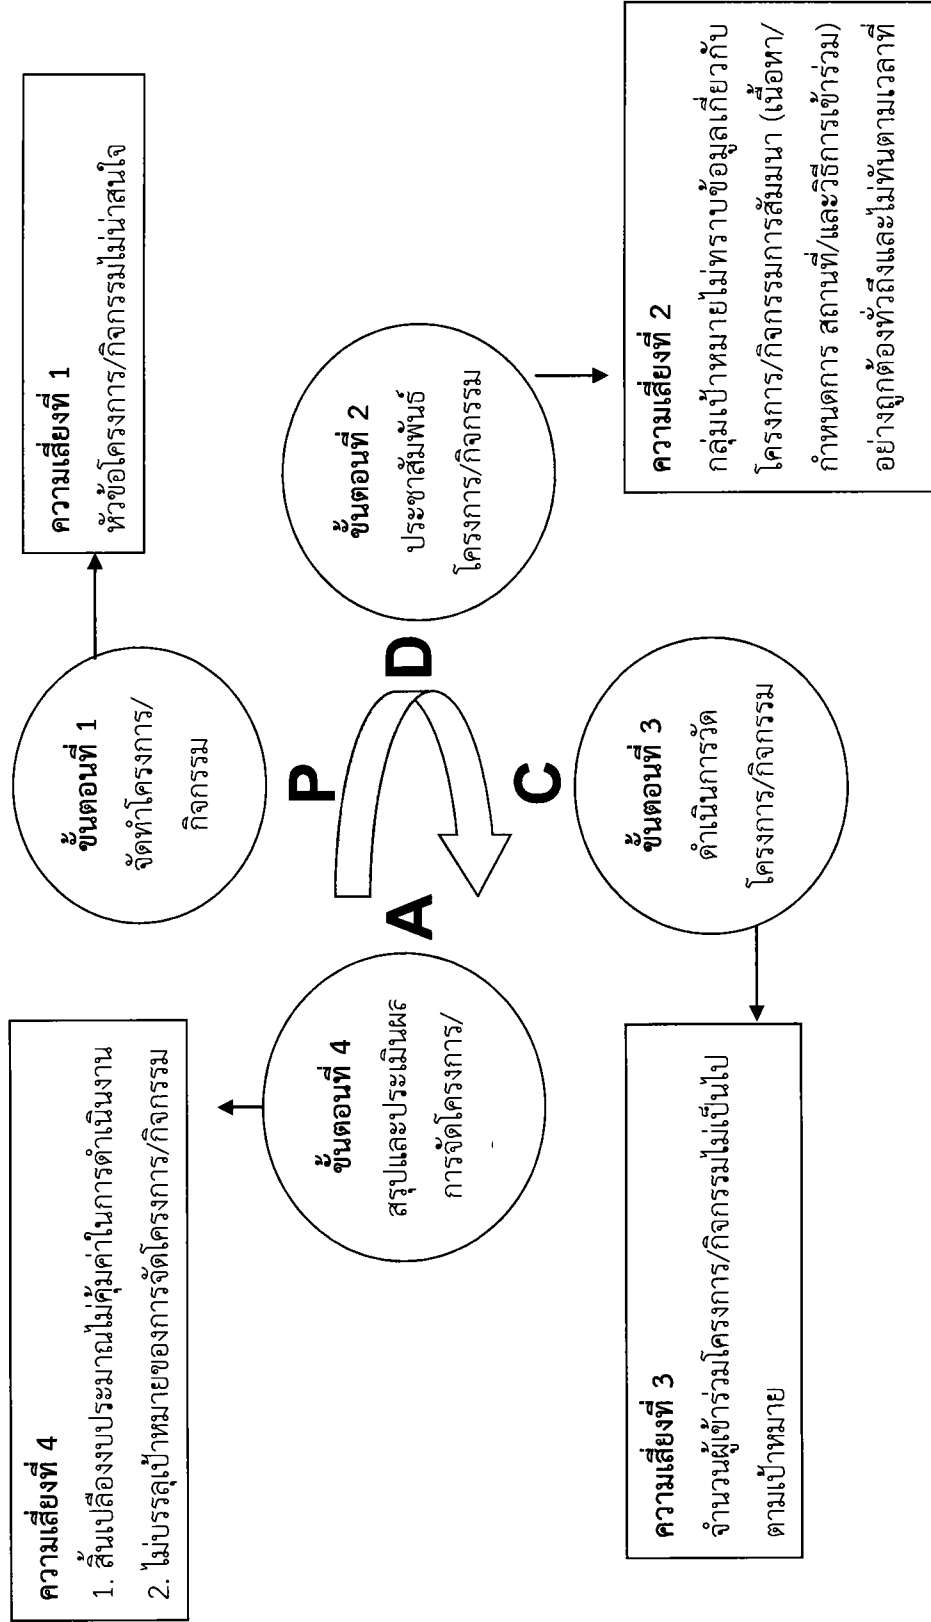 ความเสี่ยงที่ 4
1. สิ้นเปลืองงบประมาณไม่คุ้มค่าในการดำเนินงาน
2. ไม่บรรลุเป้าหมายของการจัดโครงการ/กิจกรรม
ขั้นตอนที่ 1
จัดทำโครงการ/
กิจกรรม
ความเสี่ยงที่ 1
หัวข้อโครงการ/กิจกรรมไม่น่าสนใจ
P
ขั้นตอนที่ 4
สรุปและประเมินผล
การจัดโครงการ/
A
D
ขั้นตอนที่ 2
ประชาสัมพันธ์
โครงการ/กิจกรรม
C
ขั้นตอนที่ 3
ดำเนินการวัด
โครงการ/กิจกรรม
ความเสี่ยงที่ 3
จำนวนผู้เข้าร่วมโครงการ/กิจกรรมไม่เป็นไป
ตามเป้าหมาย
ความเสี่ยงที่ 2
กลุ่มเป้าหมายไม่ทราบข้อมูลเกี่ยวกับ
โครงการ/กิจกรรมการสัมมนา (เนื้อหา/
กำหนดการ สถานที่/และวิธีการเข้าร่วม)
อย่างถูกต้องทั่วถึงและไม่ทันตามเวลาที่